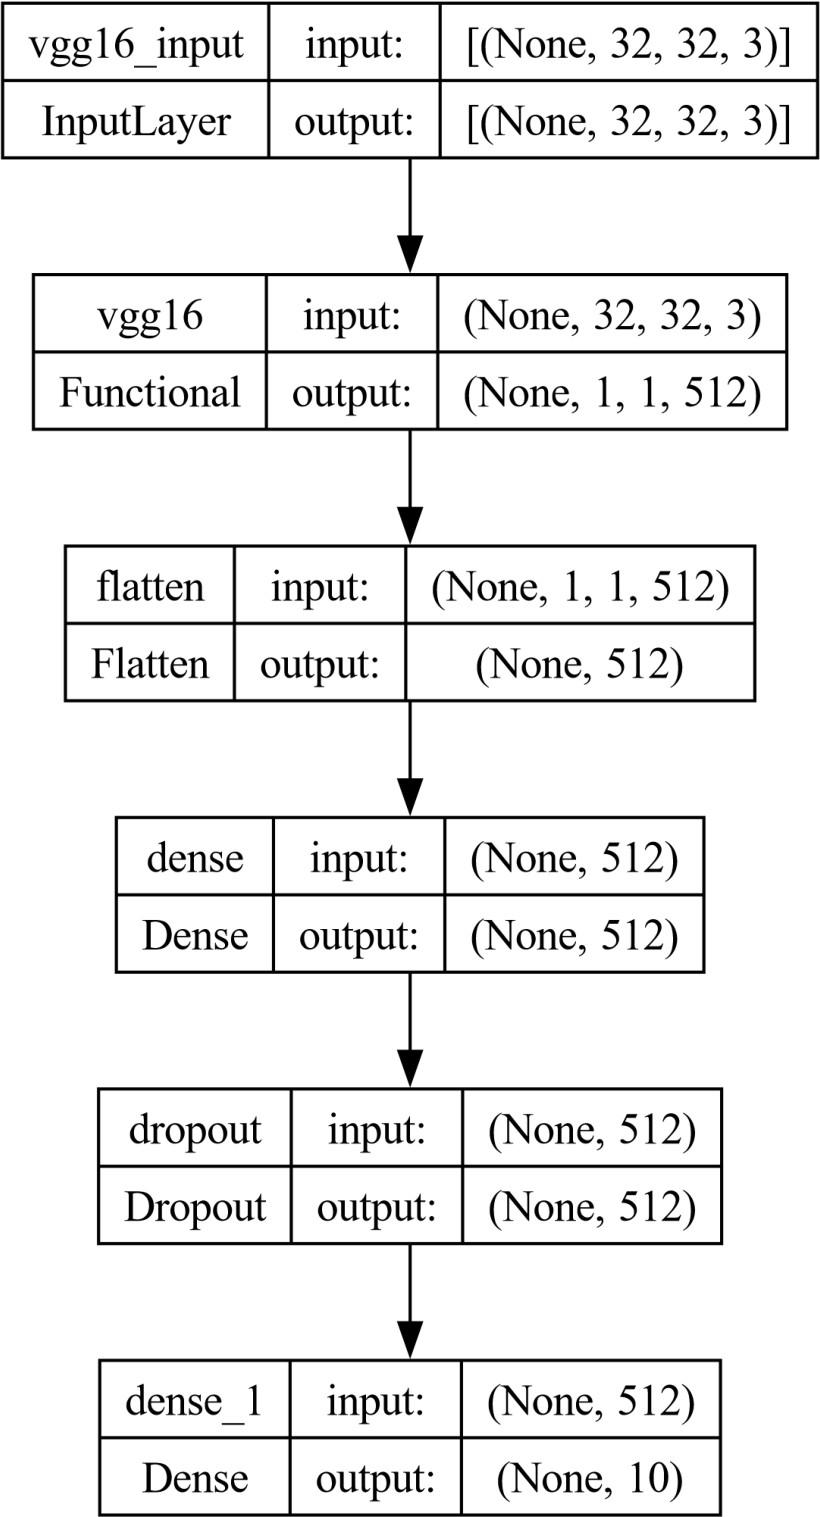 vgg16_input input: [(None, 32, 32, 3)]
InputLayer output: [(None, 32, 32, 3)]
vgg16 input: (None, 32, 32, 3)
Functional output: (None, 1, 1, 512)
flatten input: (None, 1, 1, 512)
Flatten output: (None, 512)
dense input: (None, 512)
Dense output: (None, 512)
dropout input: (None, 512)
Dropout output: (None, 512)
dense_1 input: (None, 512)
Dense output: (None, 10)